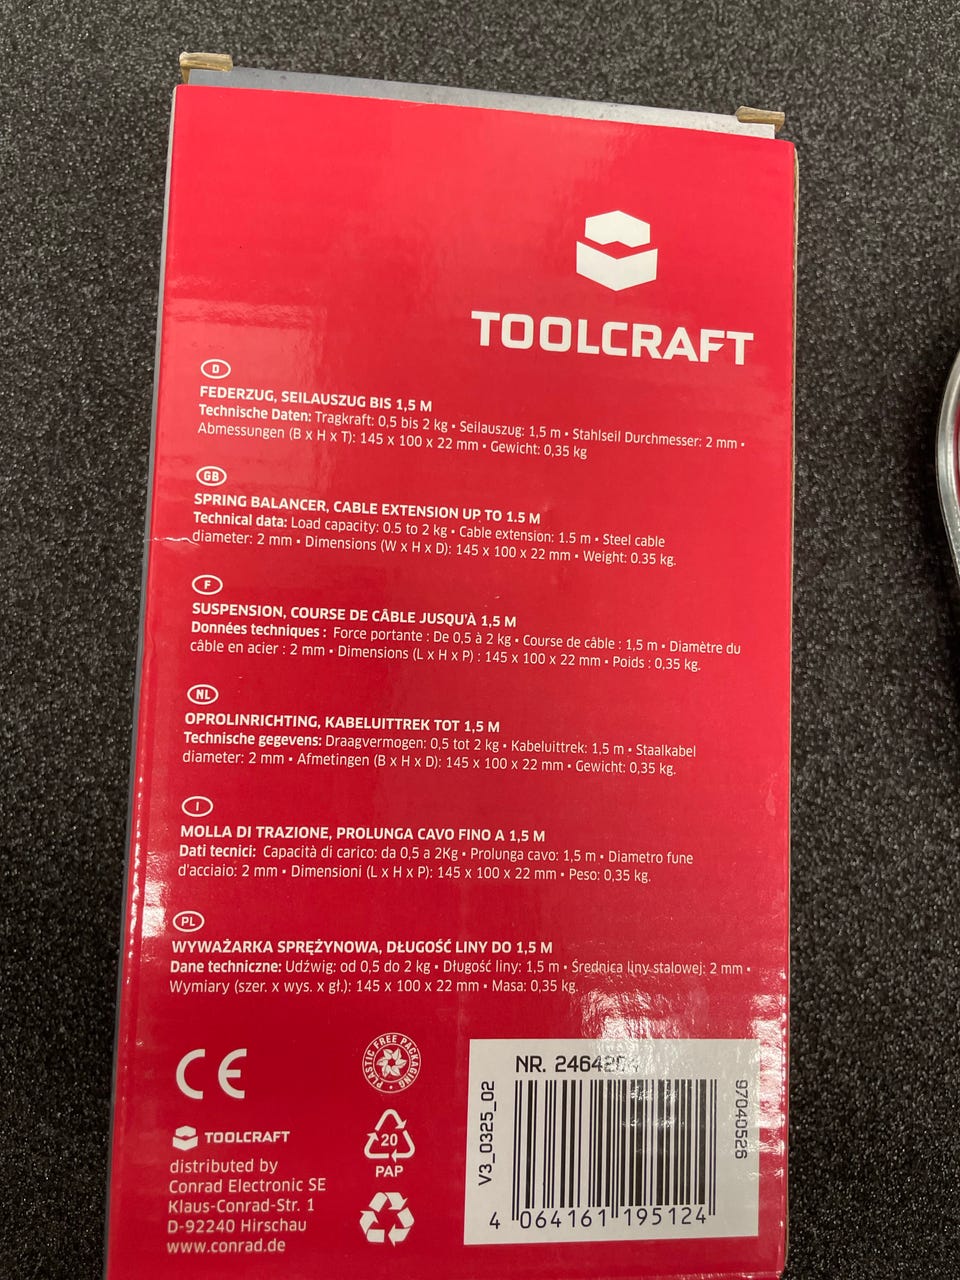 TOOLCRAFT
D
FEDERZUG, SEILAUSZUG BIS 1,5 M
Technische Daten: Tragkraft: 0,5 bis 2 kg ▪ Seilauszug: 1,5 m ▪ Stahlseil Durchmesser: 2 mm ▪
Abmessungen (B x H x T): 145 x 100 x 22 mm ▪ Gewicht: 0,35 kg
GB
SPRING BALANCER, CABLE EXTENSION UP TO 1.5 M
Technical data: Load capacity: 0.5 to 2 kg ▪ Cable extension: 1.5 m ▪ Steel cable
diameter: 2 mm ▪ Dimensions (W x H x D): 145 x 100 x 22 mm ▪ Weight: 0.35 kg.
F
SUSPENSION, COURSE DE CÂBLE JUSQU'À 1,5 M
Données techniques : Force portante : De 0,5 à 2 kg ▪ Course de câble : 1,5 m ▪ Diamètre du
câble en acier : 2 mm ▪ Dimensions (L x H x P) : 145 x 100 x 22 mm ▪ Poids : 0,35 kg.
NL
OPROLINRICHTING, KABELUITTREK TOT 1,5 M
Technische gegevens: Draagvermogen: 0,5 tot 2 kg ▪ Kabeluittrek: 1,5 m ▪ Staalkabel
diameter: 2 mm ▪ Afmetingen (B x H x D): 145 x 100 x 22 mm ▪ Gewicht: 0,35 kg.
I
MOLLA DI TRAZIONE, PROLUNGA CAVO FINO A 1,5 M
Dati tecnici: Capacità di carico: da 0,5 a 2Kg ▪ Prolunga cavo: 1,5 m ▪ Diametro fune
d'acciaio: 2 mm ▪ Dimensioni (L x H x P): 145 x 100 x 22 mm ▪ Peso: 0,35 kg.
PL
WYWAŻARKA SPRĘŻYNOWA, DŁUGOŚĆ LINY DO 1,5 M
Dane techniczne: Udźwig: od 0,5 do 2 kg ▪ Długość liny: 1,5 m ▪ Średnica liny stalowej: 2 mm ▪
Wymiary (szer. x wys. x gł.): 145 x 100 x 22 mm ▪ Masa: 0,35 kg.
CE
PLASTIC FREE PACKAGING
20
PAP
TOOLCRAFT
distributed by
Conrad Electronic SE
Klaus-Conrad-Str. 1
D-92240 Hirschau
www.conrad.de
NR.
V3_0325_02
97040526
4 064161 195124